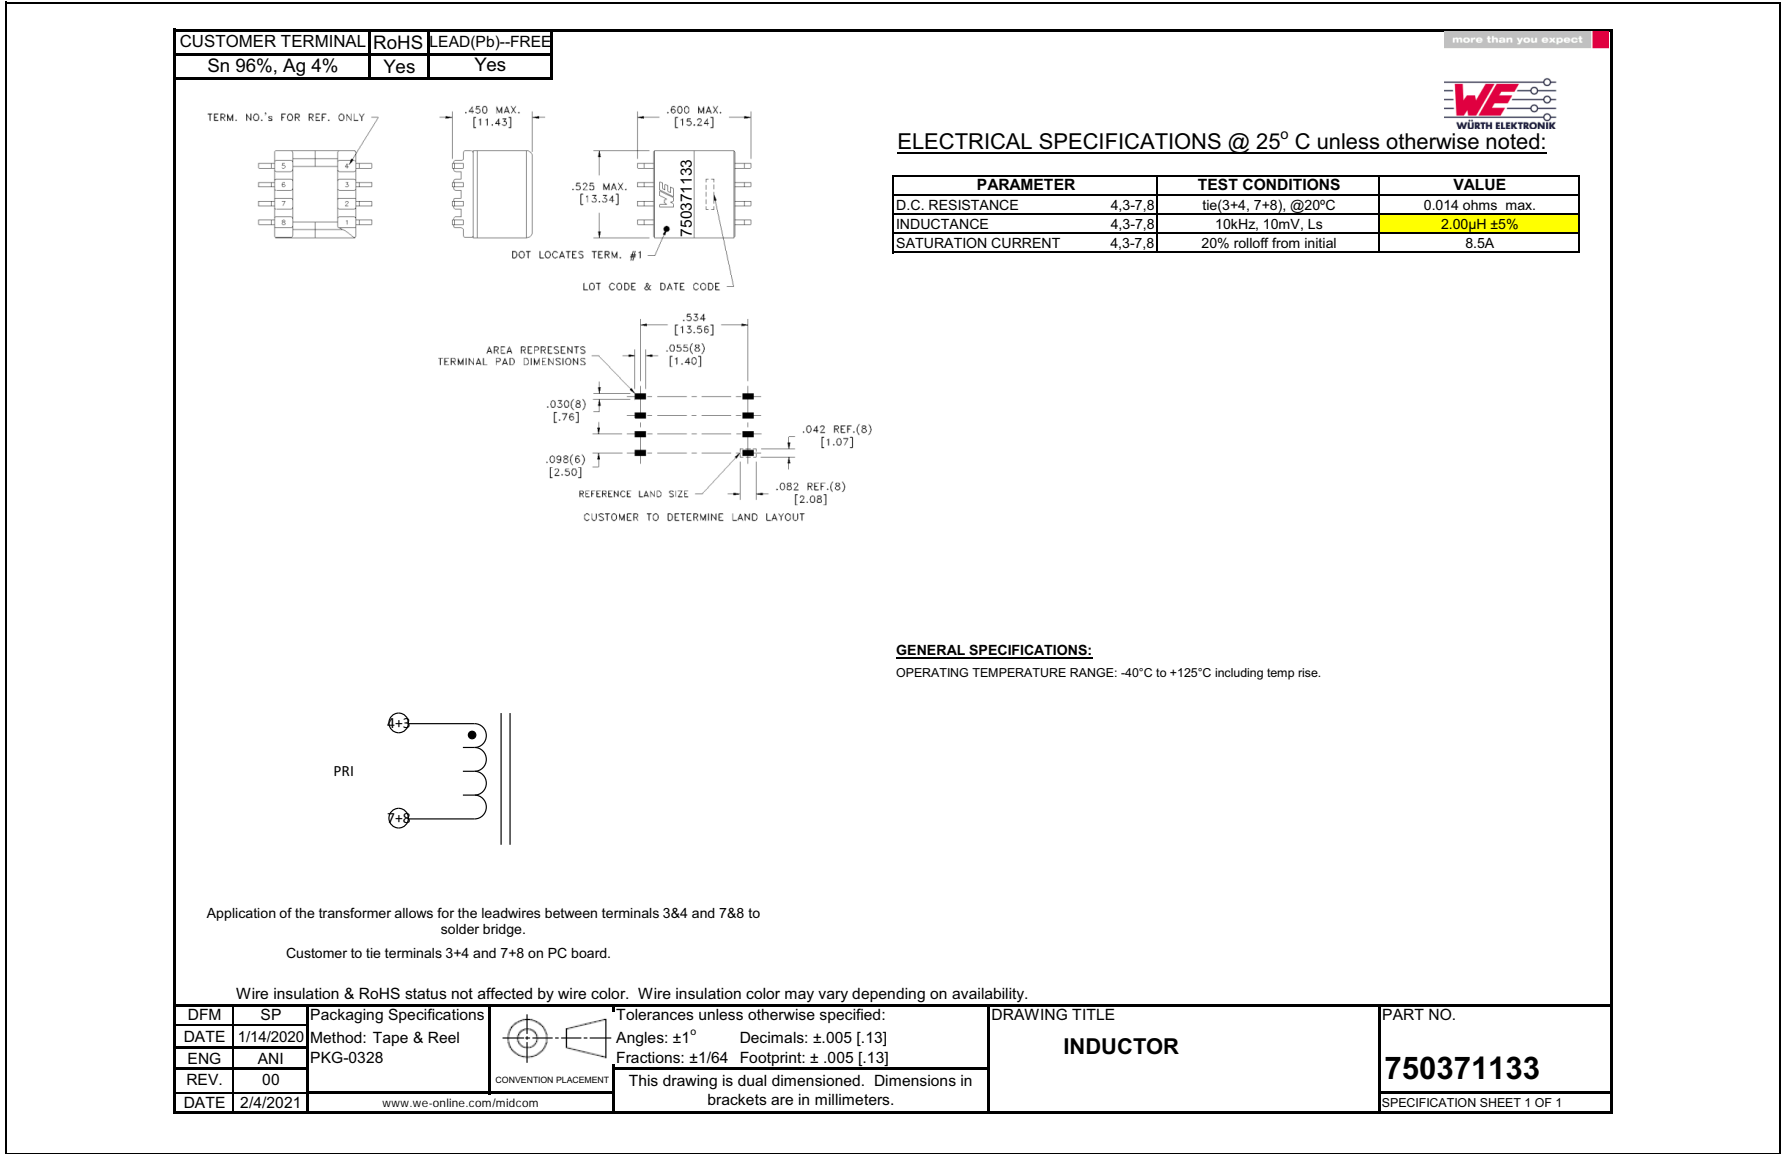 CUSTOMER TERMINAL RoHS LEAD(Pb)--FREE
Sn 96%, Ag 4% Yes Yes
more than you expect
WE
WÜRTH ELEKTRONIK
TERM. NO.'s FOR REF. ONLY
.450 MAX.
[11.43]
.600 MAX.
[15.24]
5 4
6 3
7 2
8 1
.525 MAX.
[13.34]
WE
750371133
DOT LOCATES TERM. #1
LOT CODE & DATE CODE
.534
[13.56]
AREA REPRESENTS
TERMINAL PAD DIMENSIONS
.055(8)
[1.40]
.030(8)
[.76]
.042 REF.(8)
[1.07]
.098(6)
[2.50]
.082 REF.(8)
[2.08]
REFERENCE LAND SIZE
CUSTOMER TO DETERMINE LAND LAYOUT
ELECTRICAL SPECIFICATIONS @ 25° C unless otherwise noted:
PARAMETER TEST CONDITIONS VALUE
D.C. RESISTANCE 4,3-7,8 tie(3+4, 7+8), @20ºC 0.014 ohms max.
INDUCTANCE 4,3-7,8 10kHz, 10mV, Ls 2.00µH ±5%
SATURATION CURRENT 4,3-7,8 20% rolloff from initial 8.5A
GENERAL SPECIFICATIONS:
OPERATING TEMPERATURE RANGE: -40°C to +125°C including temp rise.
4+3
PRI
7+8
Application of the transformer allows for the leadwires between terminals 3&4 and 7&8 to
solder bridge.
Customer to tie terminals 3+4 and 7+8 on PC board.
Wire insulation & RoHS status not affected by wire color. Wire insulation color may vary depending on availability.
DFM SP
DATE 1/14/2020
ENG ANI
REV. 00
DATE 2/4/2021
Packaging Specifications
Method: Tape & Reel
PKG-0328
www.we-online.com/midcom
CONVENTION PLACEMENT
Tolerances unless otherwise specified:
Angles: ±1° Decimals: ±.005 [.13]
Fractions: ±1/64 Footprint: ± .005 [.13]
This drawing is dual dimensioned. Dimensions in
brackets are in millimeters.
DRAWING TITLE
INDUCTOR
PART NO.
750371133
SPECIFICATION SHEET 1 OF 1